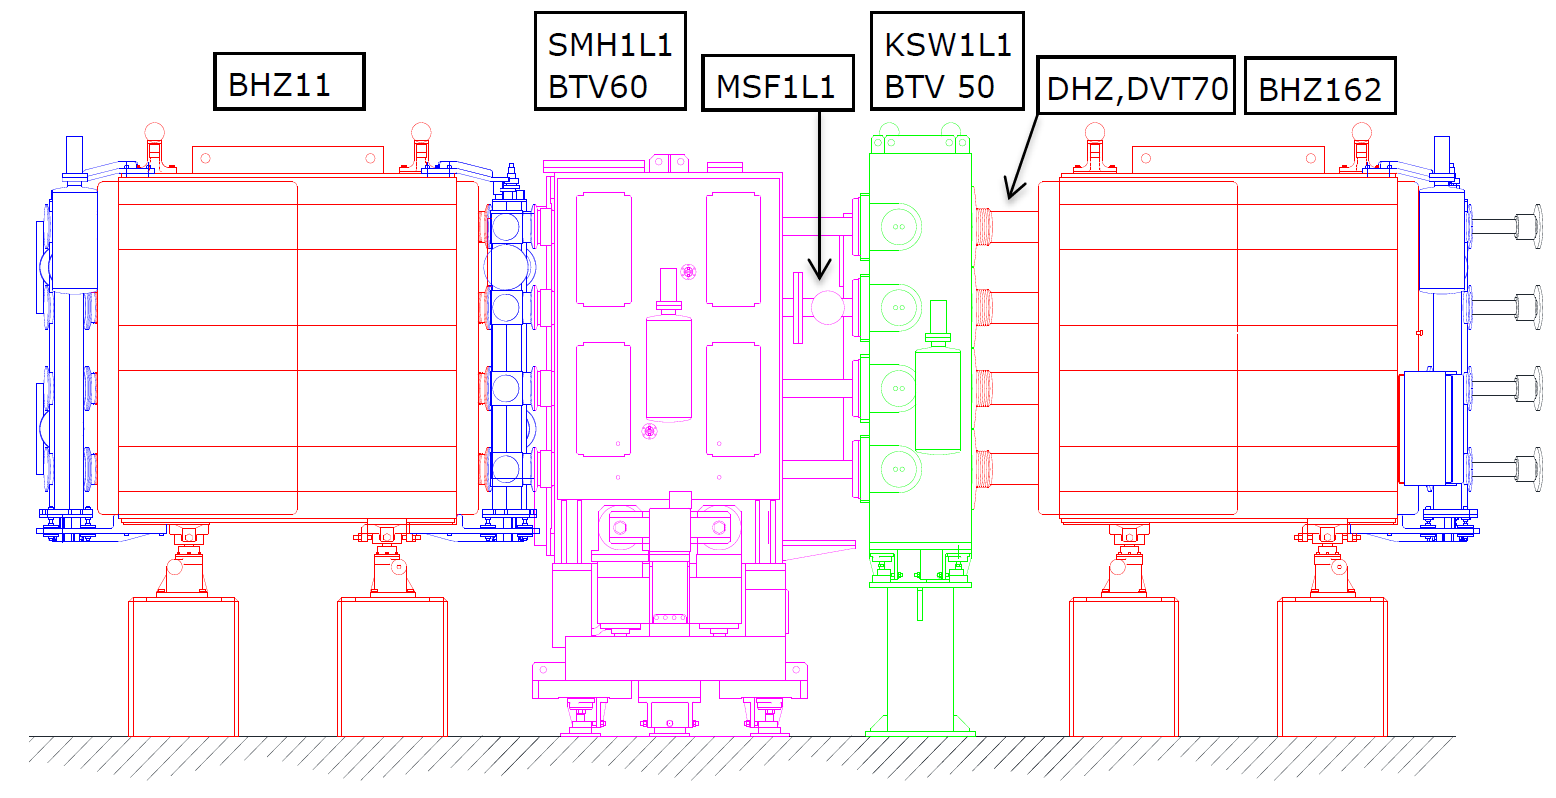 BHZ11
SMH1L1
BTV60
MSF1L1
KSW1L1
BTV 50
DHZ,DVT70
BHZ162